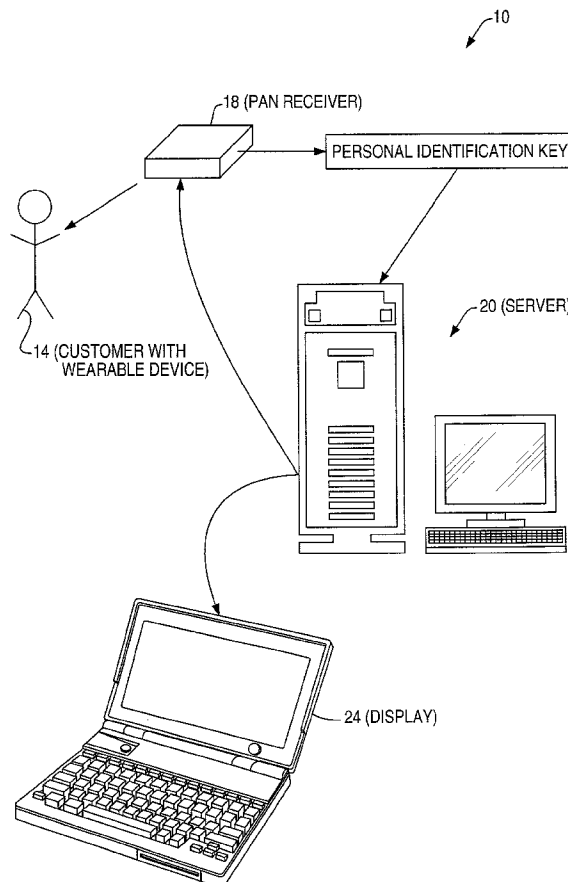 10
18 (PAN RECEIVER)
PERSONAL IDENTIFICATION KEY
20 (SERVER)
14 (CUSTOMER WITH
WEARABLE DEVICE)
24 (DISPLAY)